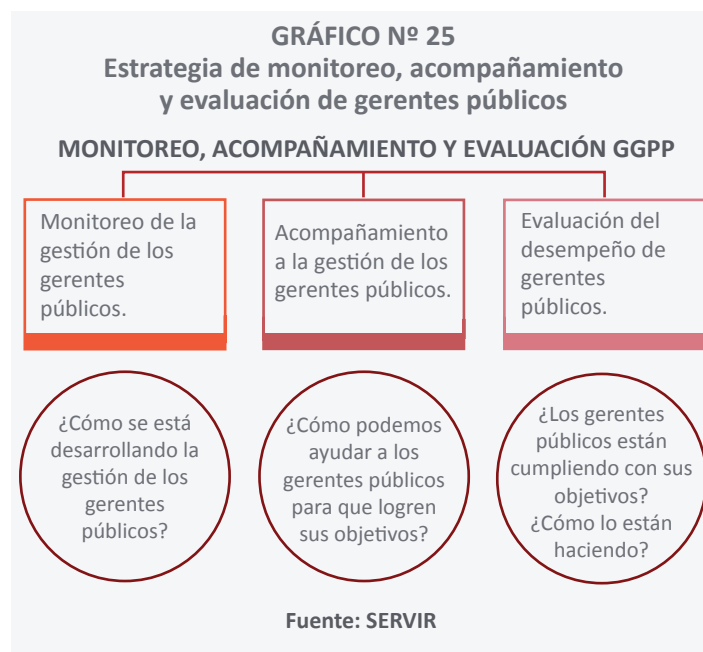 GRÁFICO Nº 25
Estrategia de monitoreo, acompañamiento
y evaluación de gerentes públicos
MONITOREO, ACOMPAÑAMIENTO Y EVALUACIÓN GGPP
Monitoreo de la
gestión de los
gerentes
públicos.
Acompañamiento
a la gestión de los
gerentes públicos.
Evaluación del
desempeño de
gerentes
públicos.
¿Cómo se está
desarrollando la
gestión de los
gerentes
públicos?
¿Cómo podemos
ayudar a los
gerentes públicos
para que logren
sus objetivos?
¿Los gerentes
públicos están
cumpliendo con sus
objetivos?
¿Cómo lo están
haciendo?
Fuente: SERVIR